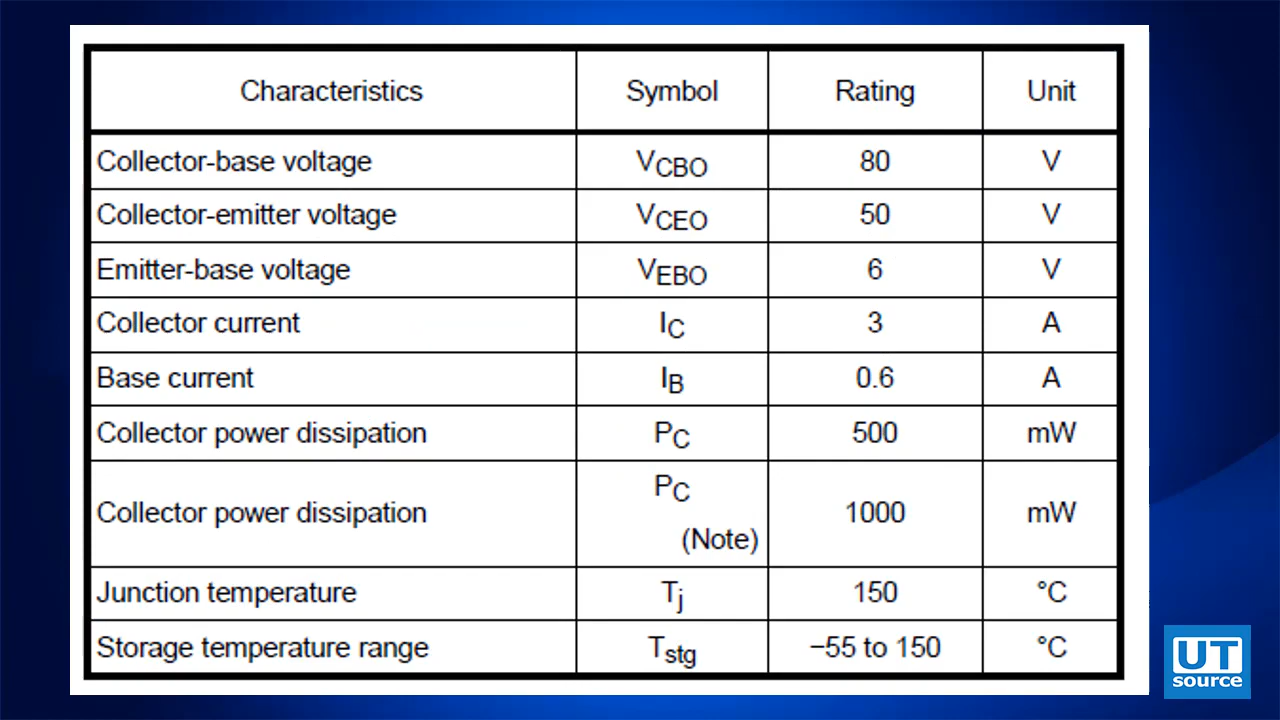 Characteristics Symbol Rating Unit
Collector-base voltage VCBO 80 V
Collector-emitter voltage VCEO 50 V
Emitter-base voltage VEBO 6 V
Collector current IC 3 A
Base current IB 0.6 A
Collector power dissipation PC 500 mW
Collector power dissipation PC (Note) 1000 mW
Junction temperature Tj 150 °C
Storage temperature range Tstg −55 to 150 °C
UT
source